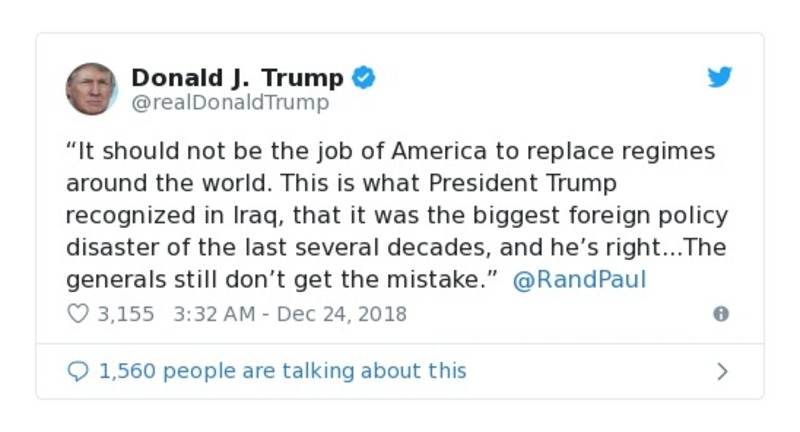 Donald J. Trump
@realDonaldTrump
“It should not be the job of America to replace regimes
around the world. This is what President Trump
recognized in Iraq, that it was the biggest foreign policy
disaster of the last several decades, and he’s right...The
generals still don’t get the mistake.” @RandPaul
3,155 3:32 AM - Dec 24, 2018
1,560 people are talking about this